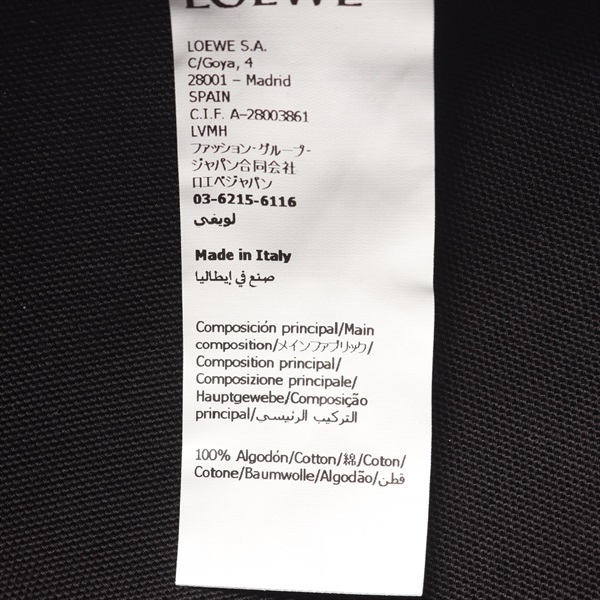 LOEWE
LOEWE S.A.
C/Goya, 4
28001 – Madrid
SPAIN
C.I.F. A-28003861
LVMH
ファッション・グループ・
ジャパン合同会社
ロエベジャパン
03-6215-6116
لويفى
Made in Italy
صنع في إيطاليا
Composición principal/Main
composition/メインファブリック/
Composition principal/
Composizione principale/
Hauptgewebe/Composição
principal/التركيب الرئيسى/
100% Algodón/Cotton/綿/Coton/
Cotone/Baumwolle/Algodão/قطن/